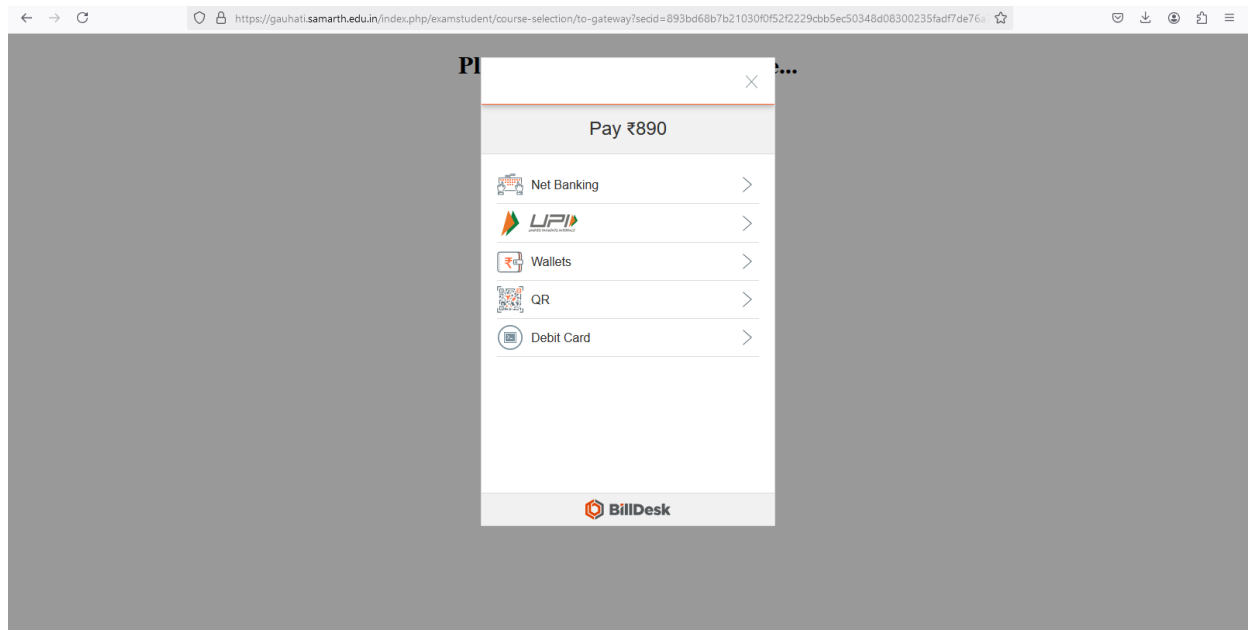 https://gauhati.samarth.edu.in/index.php/examstudent/course-selection/to-gateway?secid=893bd68b7b21030f0f52f2229cbb5ec50348d08300235fadf7de76a
Pl e...
Pay ₹890
Net Banking
UPI
Wallets
QR
Debit Card
BillDesk